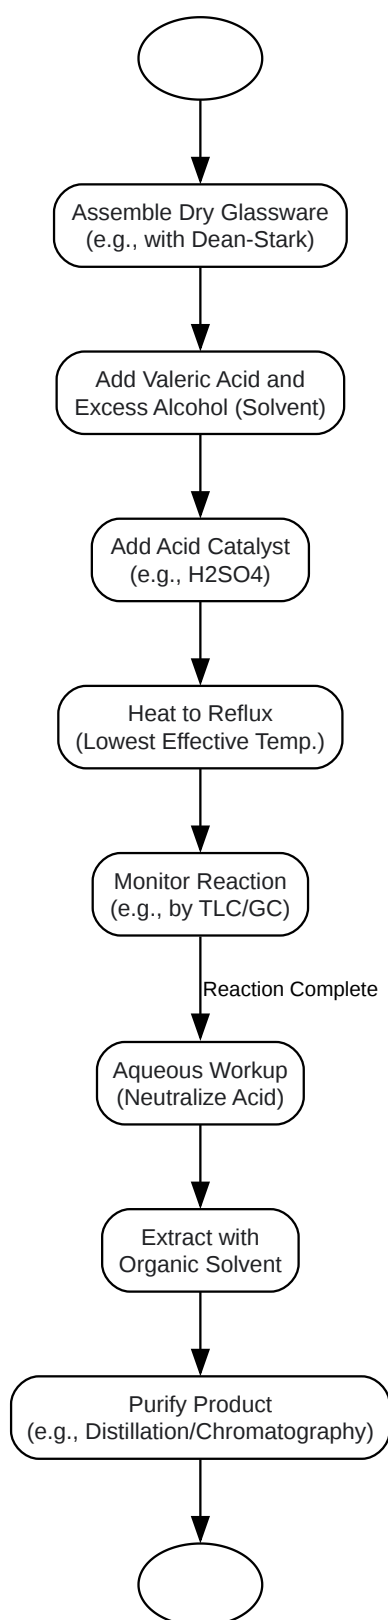 Assemble Dry Glassware
(e.g., with Dean-Stark)
Add Valeric Acid and
Excess Alcohol (Solvent)
Add Acid Catalyst
(e.g., H2SO4)
Heat to Reflux
(Lowest Effective Temp.)
Monitor Reaction
(e.g., by TLC/GC)
Reaction Complete
Aqueous Workup
(Neutralize Acid)
Extract with
Organic Solvent
Purify Product
(e.g., Distillation/Chromatography)